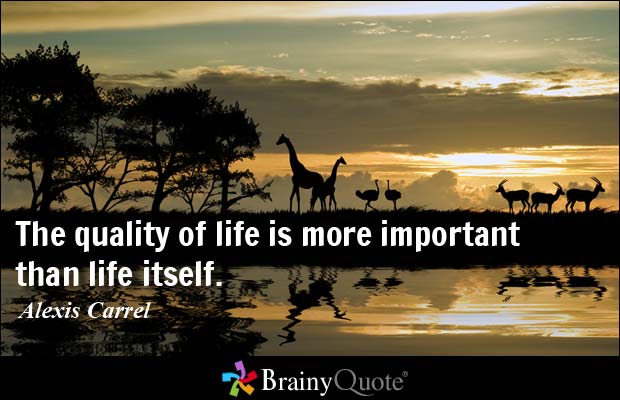 The quality of life is more important
than life itself.
Alexis Carrel
BrainyQuote®